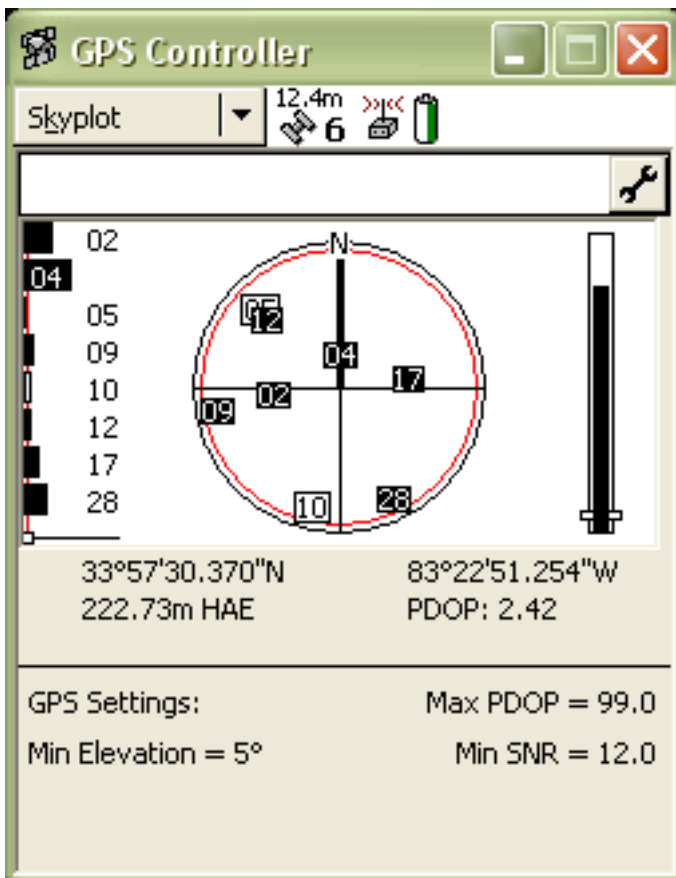 GPS Controller
Skyplot
12.4m
6
02
04
05
09
10
12
17
28
N
05
12
04
17
02
09
10
28
33°57'30.370"N 83°22'51.254"W
222.73m HAE PDOP: 2.42
GPS Settings: Max PDOP = 99.0
Min Elevation = 5° Min SNR = 12.0